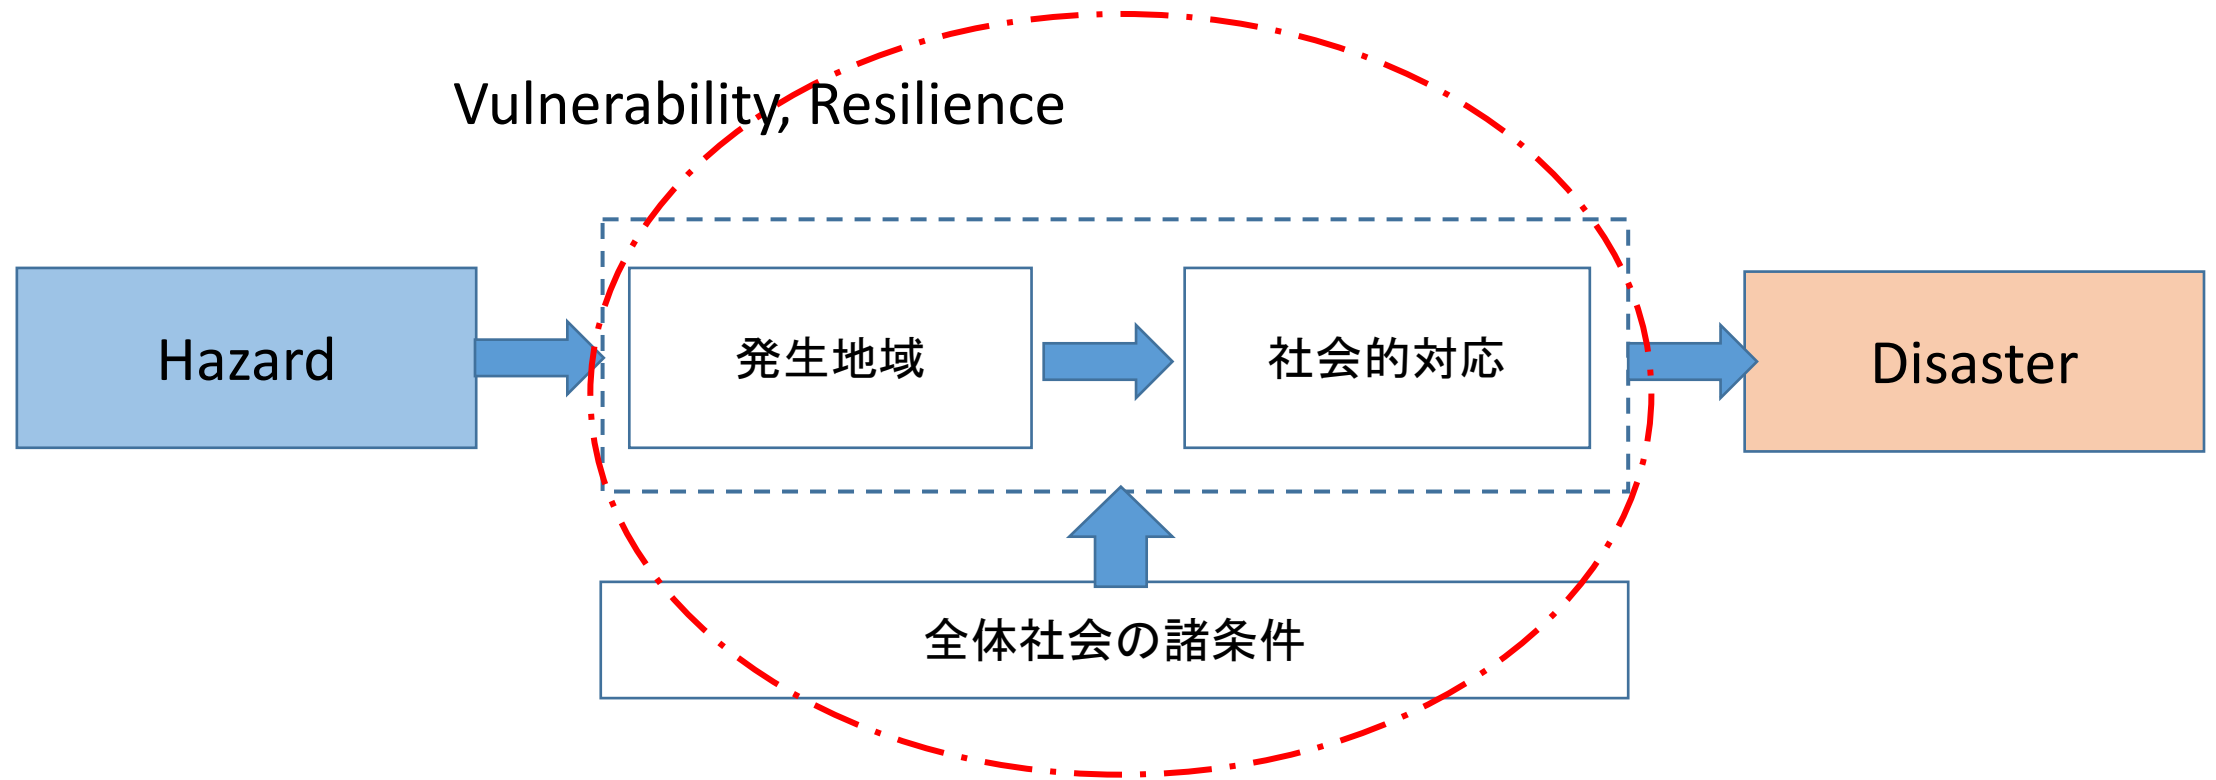 Vulnerability, Resilience
Hazard
発生地域
社会的対応
Disaster
全体社会の諸条件